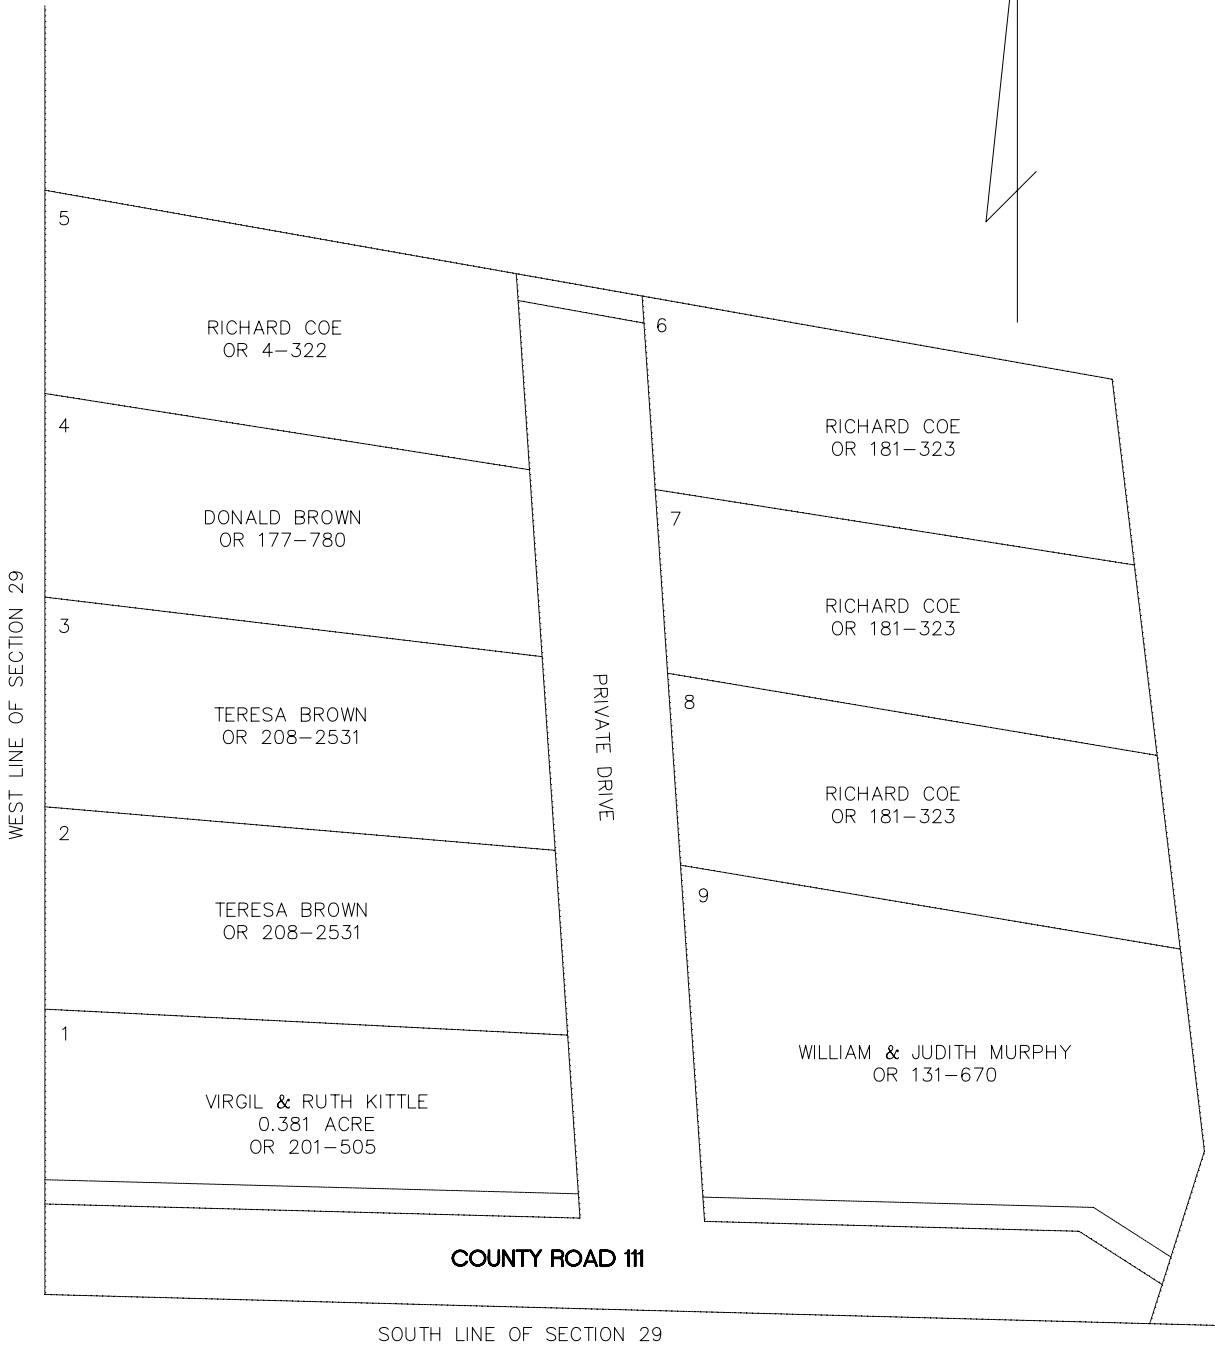 5
RICHARD COE
OR 4-322
6
RICHARD COE
OR 181-323
4
DONALD BROWN
OR 177-780
7
RICHARD COE
OR 181-323
3
TERESA BROWN
OR 208-2531
8
RICHARD COE
OR 181-323
WEST LINE OF SECTION 29
PRIVATE DRIVE
2
TERESA BROWN
OR 208-2531
9
WILLIAM & JUDITH MURPHY
OR 131-670
1
VIRGIL & RUTH KITTLE
0.381 ACRE
OR 201-505
COUNTY ROAD 111
SOUTH LINE OF SECTION 29